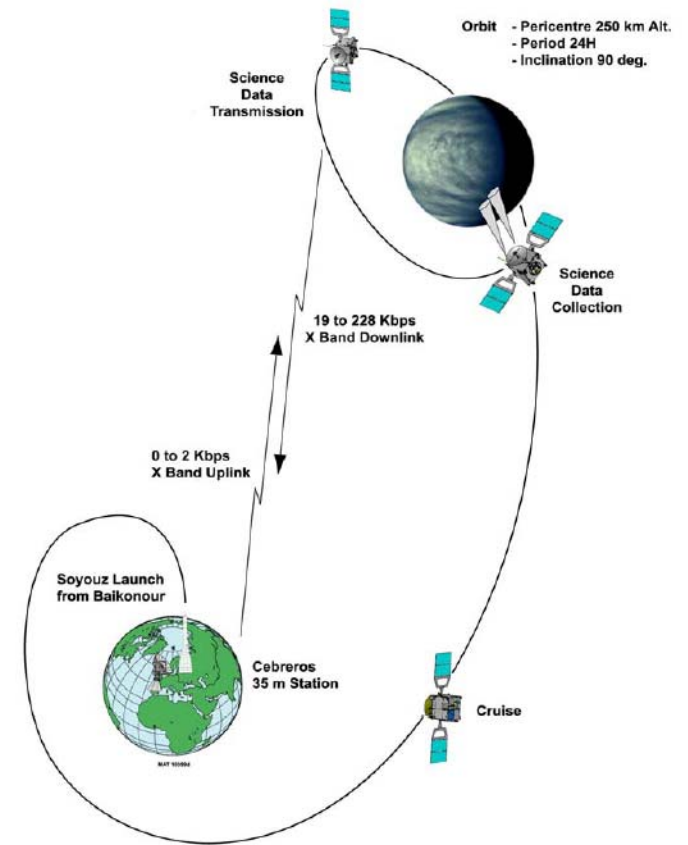 Orbit - Pericentre 250 km Alt.
- Period 24H
- Inclination 90 deg.
Science
Data
Transmission
Science
Data
Collection
19 to 228 Kbps
X Band Downlink
0 to 2 Kbps
X Band Uplink
Soyouz Launch
from Baikonour
Cebreros
35 m Station
Cruise